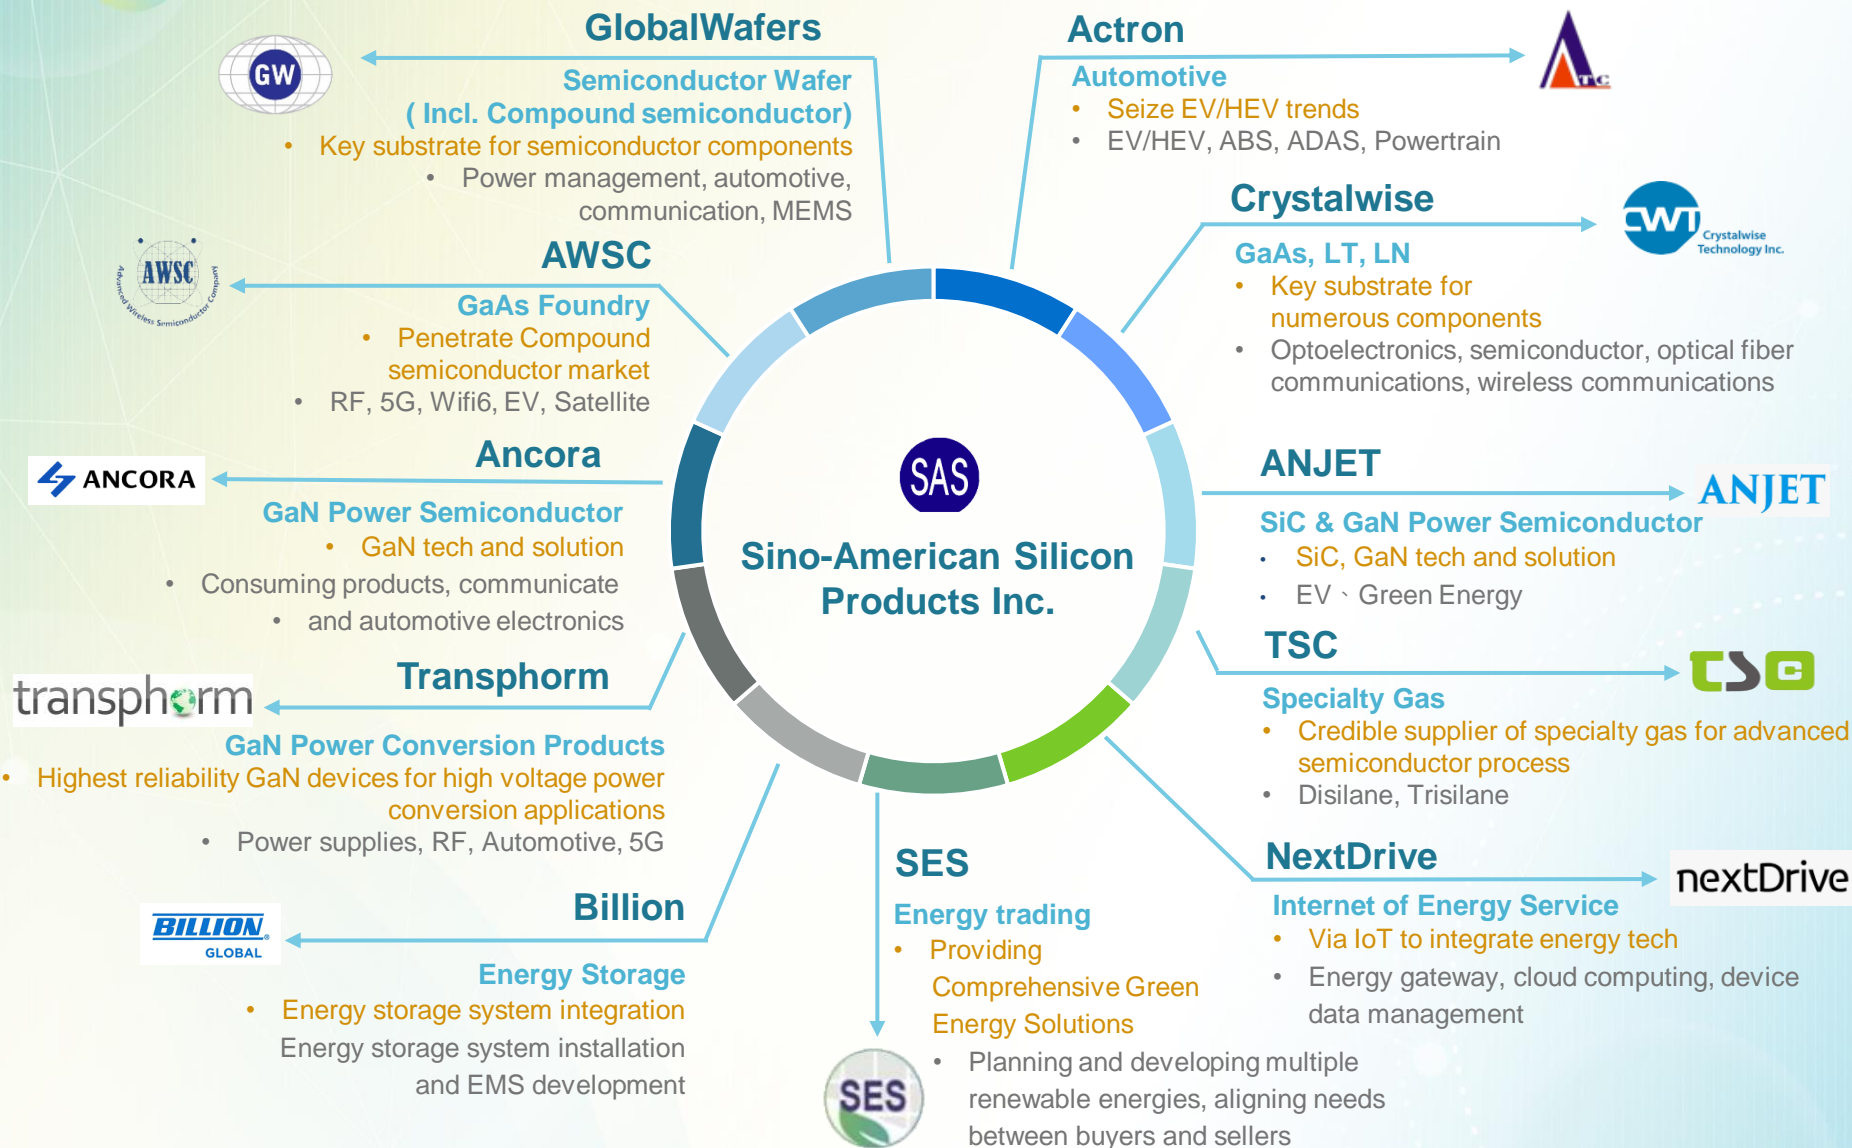 GlobalWafers
GW
Semiconductor Wafer
( Incl. Compound semiconductor)
• Key substrate for semiconductor components
• Power management, automotive,
communication, MEMS
AWSC
AWSC
Advanced Wireless Semiconductor Company
GaAs Foundry
• Penetrate Compound
semiconductor market
• RF, 5G, Wifi6, EV, Satellite
Ancora
ANCORA
GaN Power Semiconductor
• GaN tech and solution
• Consuming products, communicate
• and automotive electronics
Transphorm
transphorm
GaN Power Conversion Products
• Highest reliability GaN devices for high voltage power
conversion applications
• Power supplies, RF, Automotive, 5G
Billion
BILLION®
GLOBAL
Energy Storage
• Energy storage system integration
Energy storage system installation
and EMS development
SAS
Sino-American Silicon
Products Inc.
Actron
ATC
Automotive
• Seize EV/HEV trends
• EV/HEV, ABS, ADAS, Powertrain
Crystalwise
CWT
Crystalwise
Technology Inc.
GaAs, LT, LN
• Key substrate for
numerous components
• Optoelectronics, semiconductor, optical fiber
communications, wireless communications
ANJET
ANJET
SiC & GaN Power Semiconductor
• SiC, GaN tech and solution
• EV、Green Energy
TSC
TSC
Specialty Gas
• Credible supplier of specialty gas for advanced
semiconductor process
• Disilane, Trisilane
NextDrive
nextDrive
Internet of Energy Service
• Via IoT to integrate energy tech
• Energy gateway, cloud computing, device
data management
SES
Energy trading
• Providing
Comprehensive Green
Energy Solutions
• Planning and developing multiple
renewable energies, aligning needs
between buyers and sellers
SES